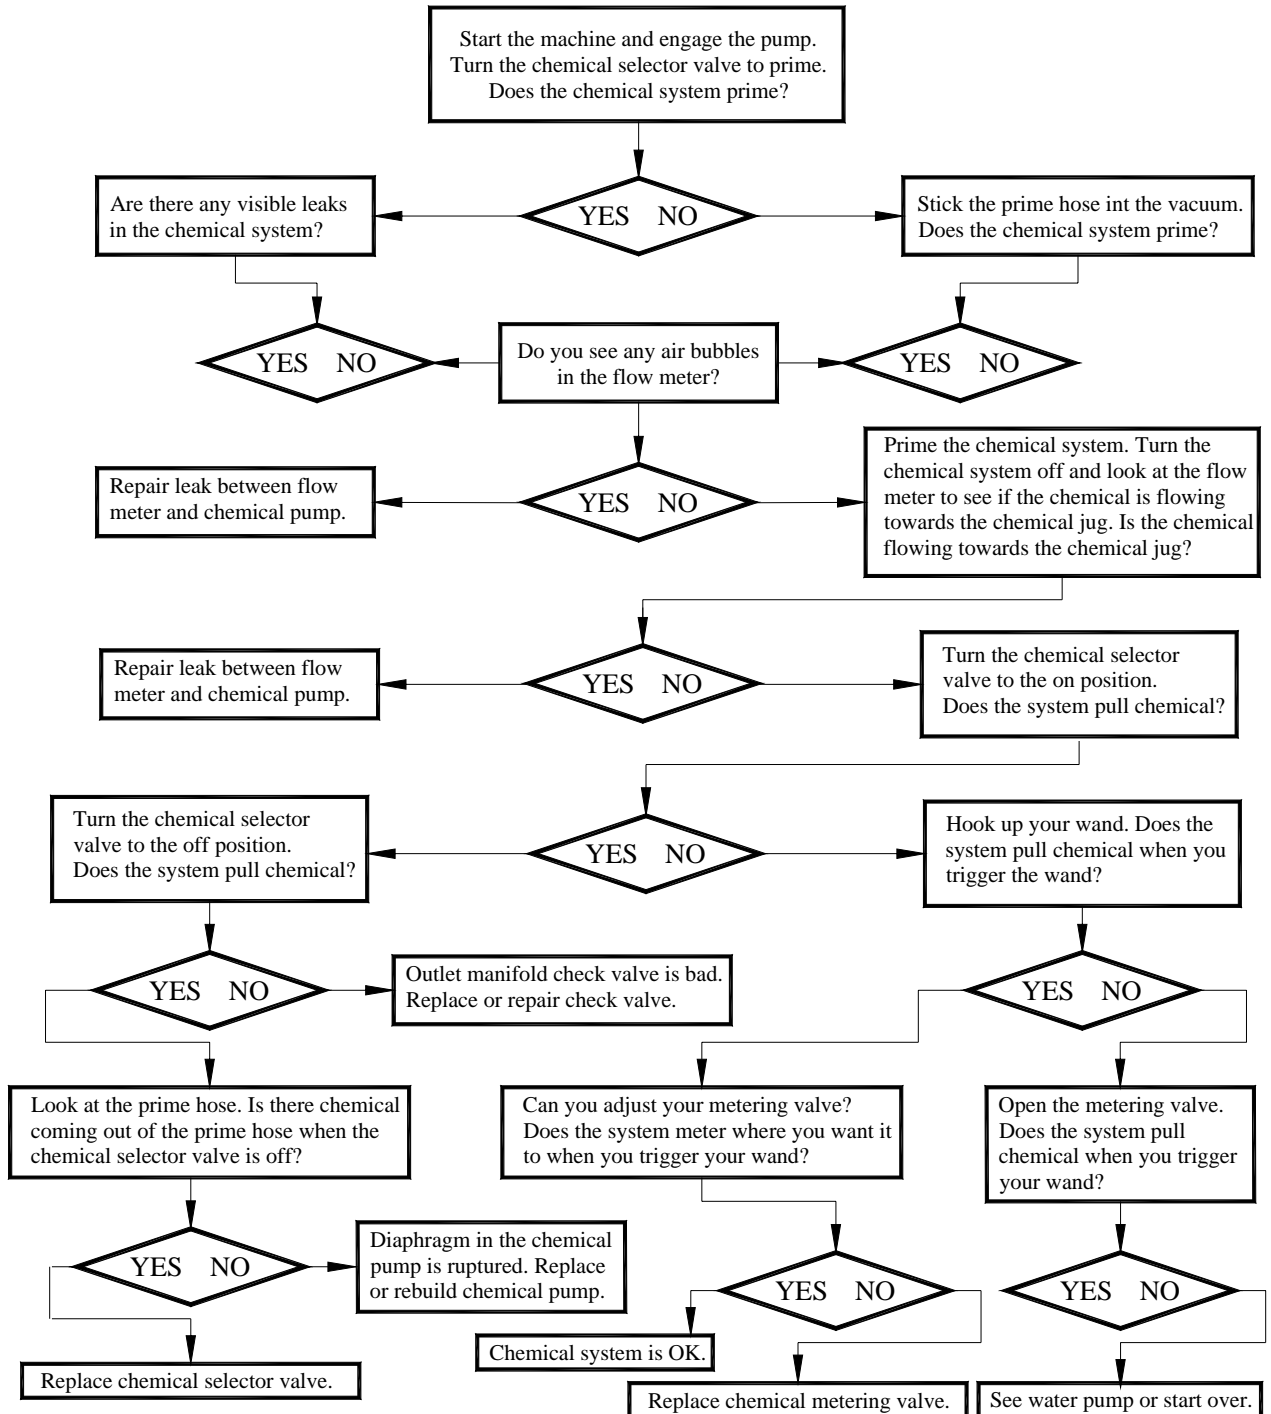 Start the machine and engage the pump.
Turn the chemical selector valve to prime.
Does the chemical system prime?
Are there any visible leaks
in the chemical system?
YES NO
Stick the prime hose int the vacuum.
Does the chemical system prime?
YES NO
Do you see any air bubbles
in the flow meter?
YES NO
Repair leak between flow
meter and chemical pump.
YES NO
Prime the chemical system. Turn the
chemical system off and look at the flow
meter to see if the chemical is flowing
towards the chemical jug. Is the chemical
flowing towards the chemical jug?
Repair leak between flow
meter and chemical pump.
YES NO
Turn the chemical selector
valve to the on position.
Does the system pull chemical?
Turn the chemical selector
valve to the off position.
Does the system pull chemical?
YES NO
Hook up your wand. Does the
system pull chemical when you
trigger the wand?
YES NO
Outlet manifold check valve is bad.
Replace or repair check valve.
YES NO
Look at the prime hose. Is there chemical
coming out of the prime hose when the
chemical selector valve is off?
Can you adjust your metering valve?
Does the system meter where you want it
to when you trigger your wand?
Open the metering valve.
Does the system pull
chemical when you trigger
your wand?
YES NO
Diaphragm in the chemical
pump is ruptured. Replace
or rebuild chemical pump.
YES NO
YES NO
Chemical system is OK.
Replace chemical selector valve.
Replace chemical metering valve.
See water pump or start over.